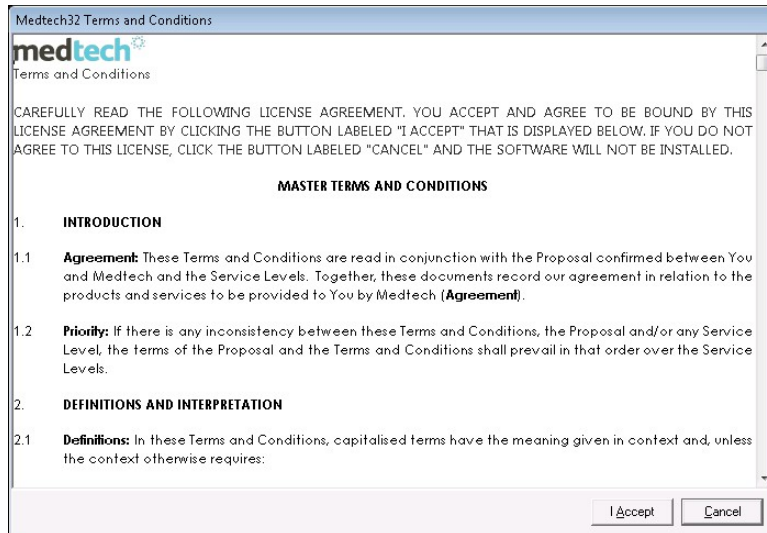 Medtech32 Terms and Conditions
medtech
Terms and Conditions
CAREFULLY READ THE FOLLOWING LICENSE AGREEMENT. YOU ACCEPT AND AGREE TO BE BOUND BY THIS
LICENSE AGREEMENT BY CLICKING THE BUTTON LABELED "I ACCEPT" THAT IS DISPLAYED BELOW. IF YOU DO NOT
AGREE TO THIS LICENSE, CLICK THE BUTTON LABELED "CANCEL" AND THE SOFTWARE WILL NOT BE INSTALLED.
MASTER TERMS AND CONDITIONS
1. INTRODUCTION
1.1 Agreement: These Terms and Conditions are read in conjunction with the Proposal confirmed between You
and Medtech and the Service Levels. Together, these documents record our agreement in relation to the
products and services to be provided to You by Medtech (Agreement).
1.2 Priority: If there is any inconsistency between these Terms and Conditions, the Proposal and/or any Service
Level, the terms of the Proposal and the Terms and Conditions shall prevail in that order over the Service
Levels.
2. DEFINITIONS AND INTERPRETATION
2.1 Definitions: In these Terms and Conditions, capitalised terms have the meaning given in context and, unless
the context otherwise requires:
I Accept Cancel